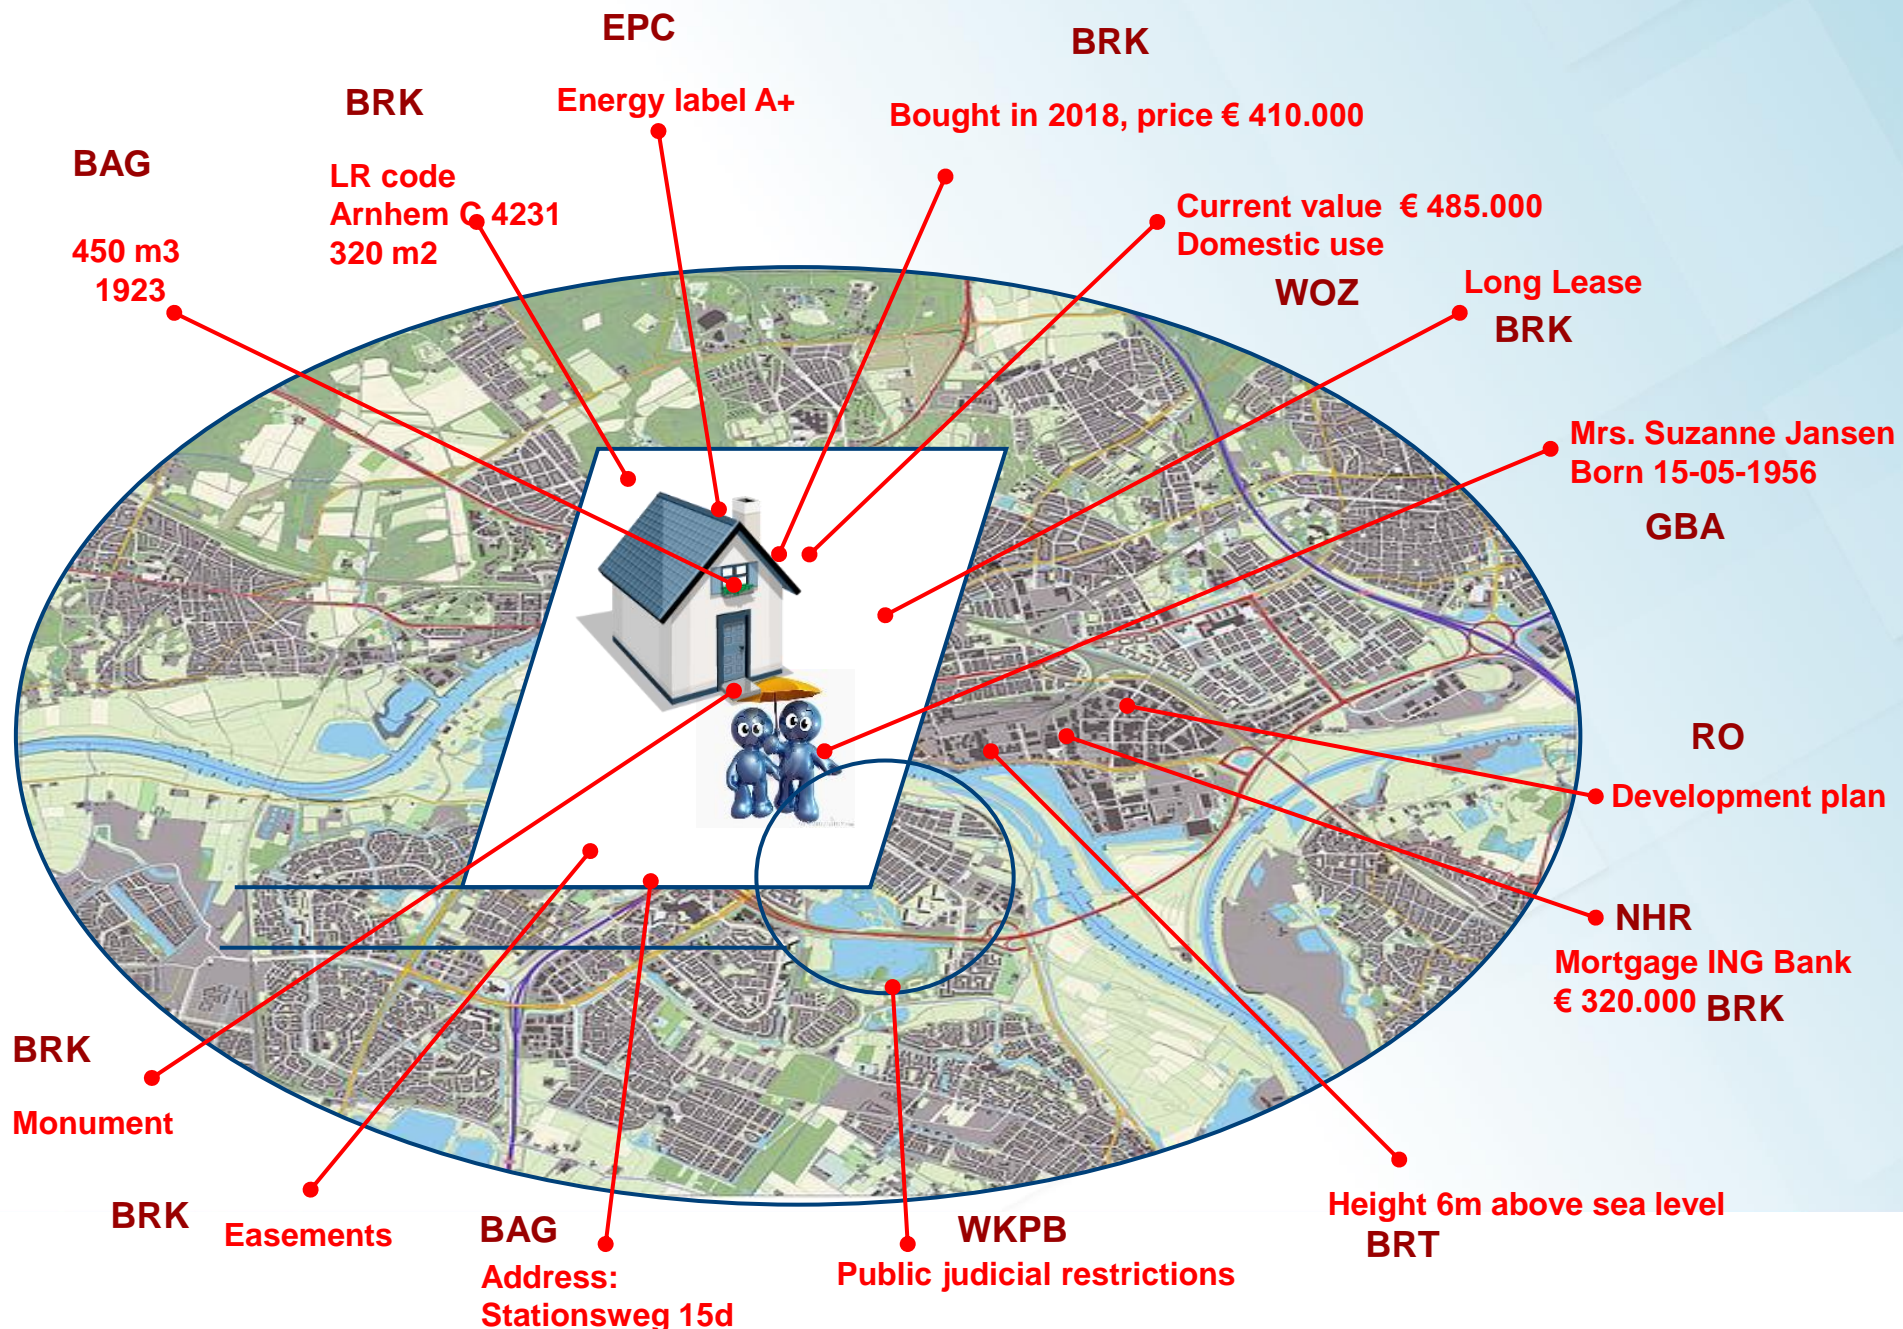 EPC
BRK
BRK
Energy label A+
Bought in 2018, price € 410.000
BAG
LR code
Arnhem C 4231
320 m2
Current value € 485.000
Domestic use
450 m3
1923
WOZ
Long Lease
BRK
Mrs. Suzanne Jansen
Born 15-05-1956
GBA
RO
Development plan
NHR
Mortgage ING Bank
€ 320.000 BRK
BRK
Monument
BRK
Easements
BAG
Address:
Stationsweg 15d
WKPB
Public judicial restrictions
Height 6m above sea level
BRT